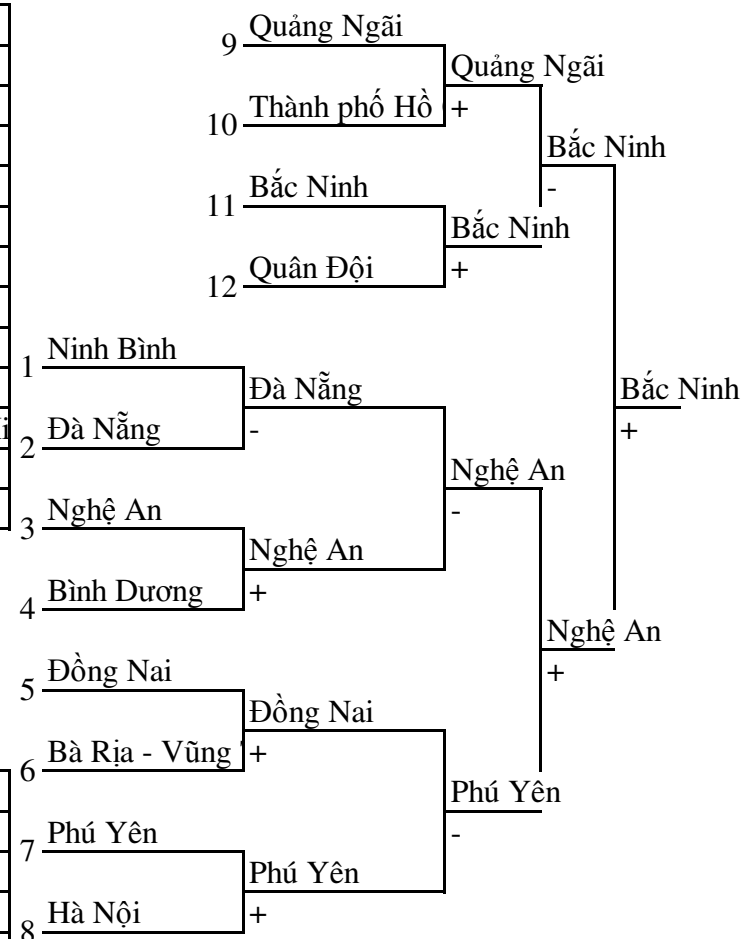 Quảng Ngãi
9
Quảng Ngãi
Thành phố Hồ
+
10
Bắc Ninh
Bắc Ninh
-
11
Bắc Ninh
Quân Đội
+
12
Ninh Bình
1
Đà Nẵng
Bắc Ninh
Đà Nẵng
-
+
2
Nghệ An
Nghệ An
-
3
Nghệ An
Bình Dương
+
4
Nghệ An
Đồng Nai
+
5
Đồng Nai
Bà Rịa - Vũng
+
6
Phú Yên
Phú Yên
-
7
Phú Yên
Hà Nội
+
8